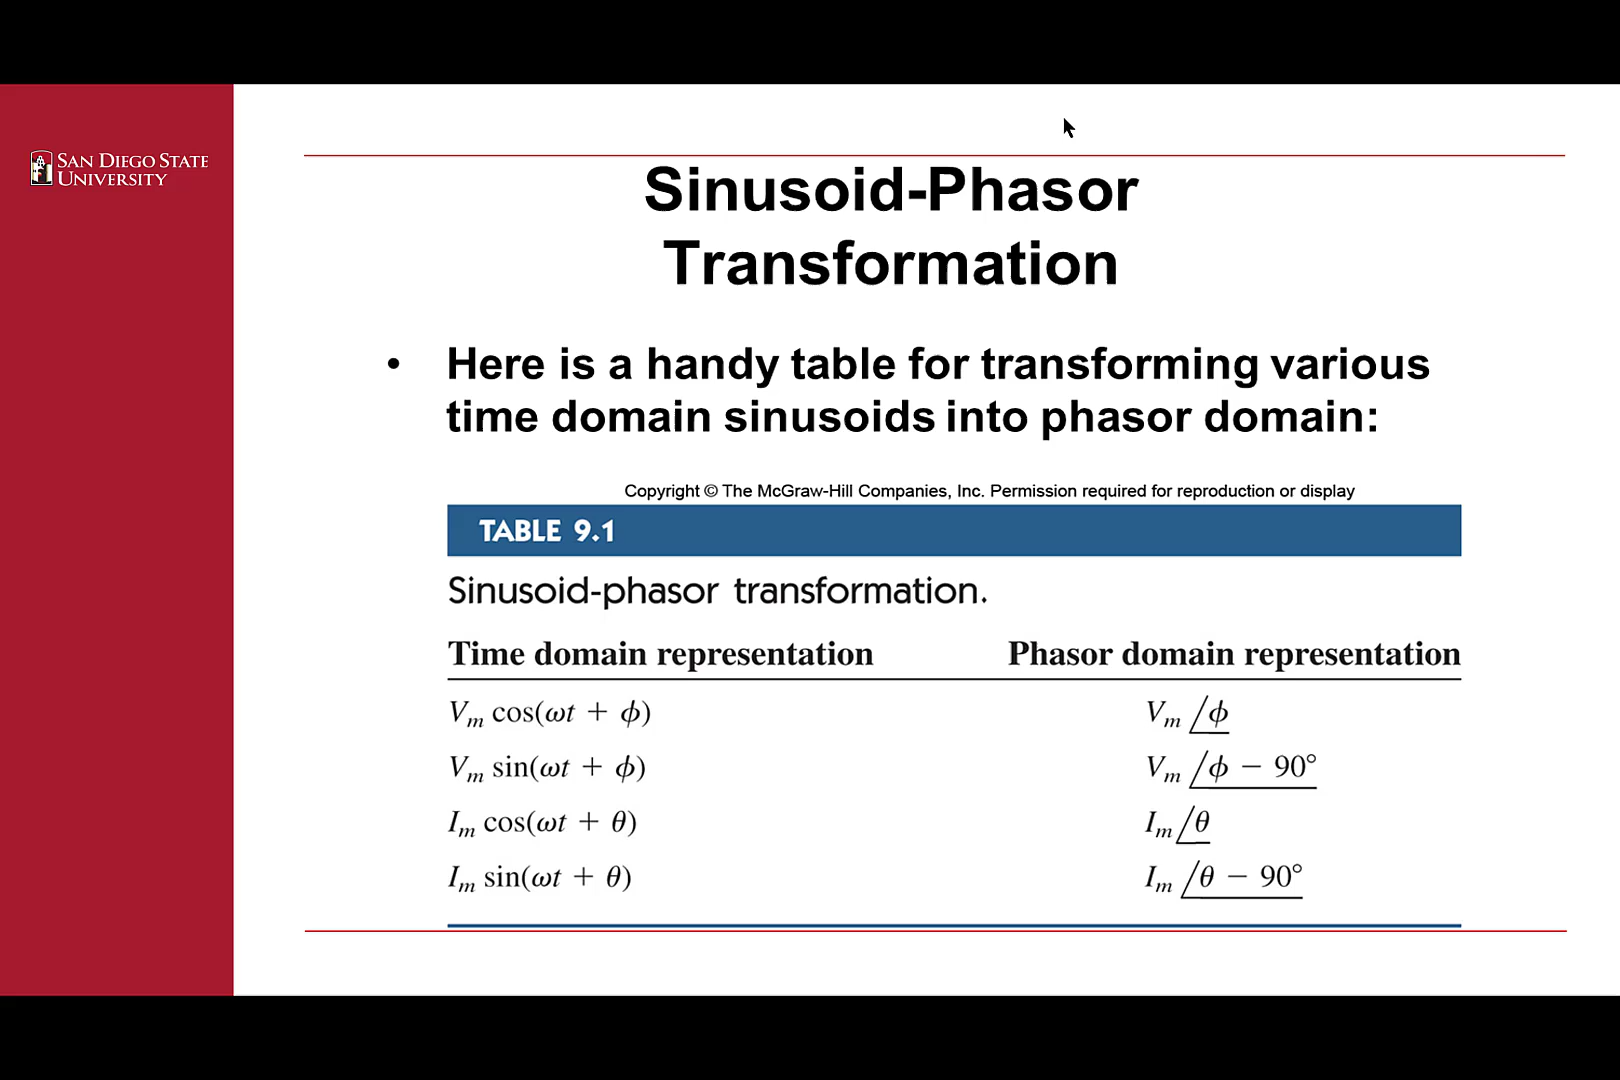 SAN DIEGO STATE
UNIVERSITY
Sinusoid-Phasor
Transformation
• Here is a handy table for transforming various
time domain sinusoids into phasor domain:
Copyright © The McGraw-Hill Companies, Inc. Permission required for reproduction or display
TABLE 9.1
Sinusoid-phasor transformation.
Time domain representation Phasor domain representation
Vm cos(ωt + ϕ) Vm /ϕ
Vm sin(ωt + ϕ) Vm /ϕ − 90°
Im cos(ωt + θ) Im /θ
Im sin(ωt + θ) Im /θ − 90°